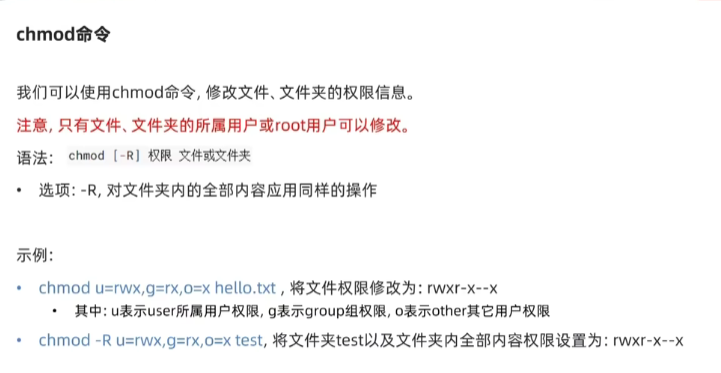 chmod命令
我们可以使用chmod命令, 修改文件、文件夹的权限信息。
注意, 只有文件、文件夹的所属用户或root用户可以修改。
语法: chmod [-R] 权限 文件或文件夹
• 选项: -R, 对文件夹内的全部内容应用同样的操作
示例:
• chmod u=rwx,g=rx,o=x hello.txt , 将文件权限修改为: rwxr-x--x
• 其中: u表示user所属用户权限, g表示group组权限, o表示other其它用户权限
• chmod -R u=rwx,g=rx,o=x test, 将文件夹test以及文件夹内全部内容权限设置为: rwxr-x--x